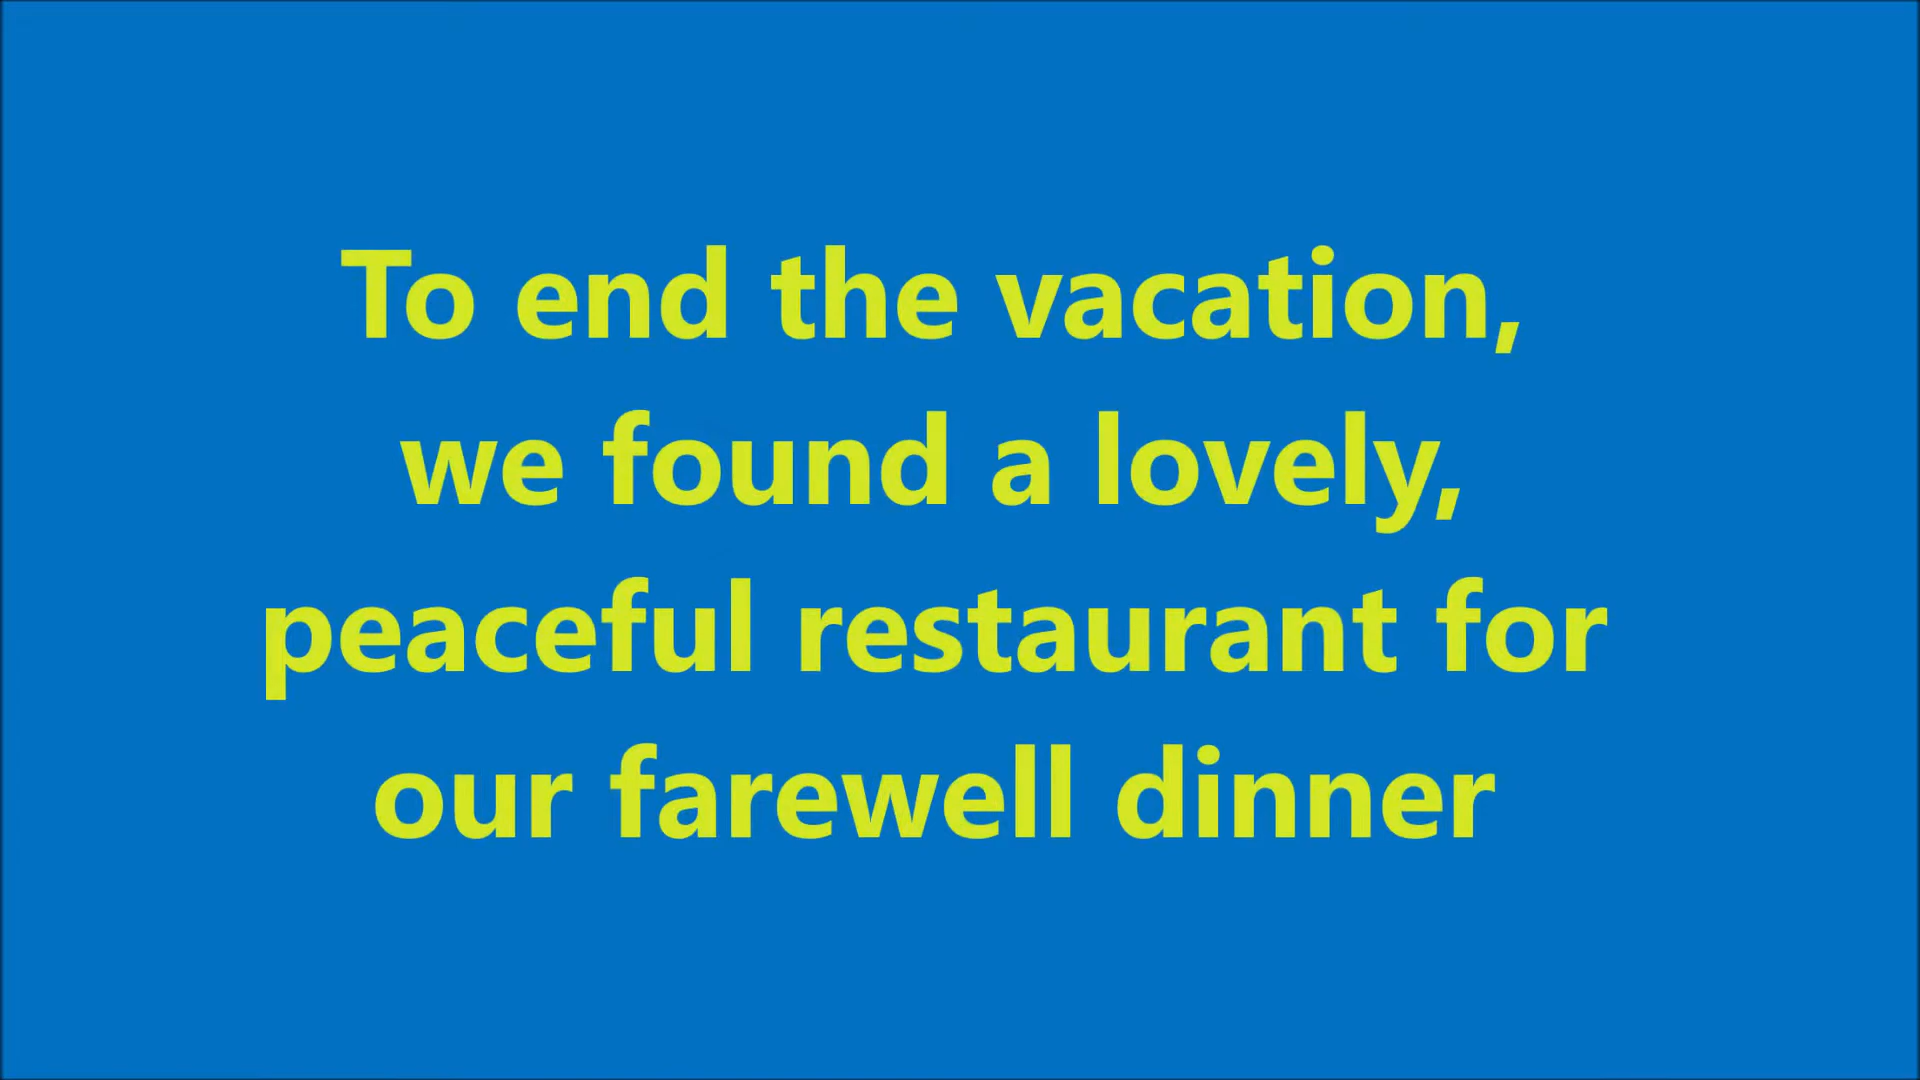 To end the vacation,
we found a lovely,
peaceful restaurant for
our farewell dinner